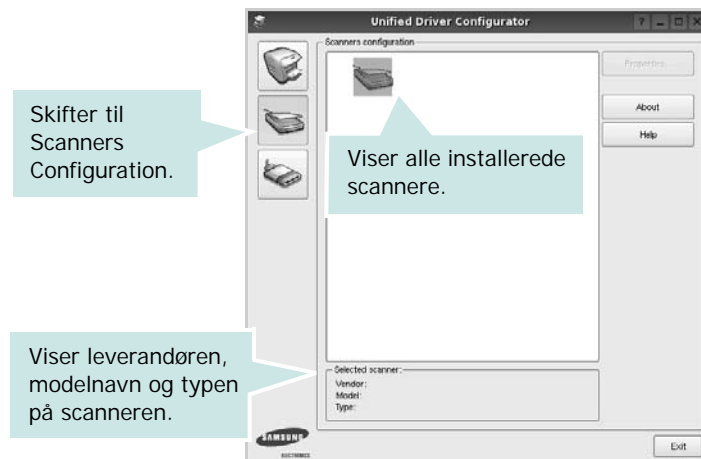 Unified Driver Configurator
Scanners configuration
Properties...
About
Help
Skifter til
Scanners
Configuration.
Viser alle installerede
scannere.
Viser leverandøren,
modelnavn og typen
på scanneren.
Selected scanner:
Vendor:
Model:
Type:
SAMSUNG
ELECTRONICS
Exit